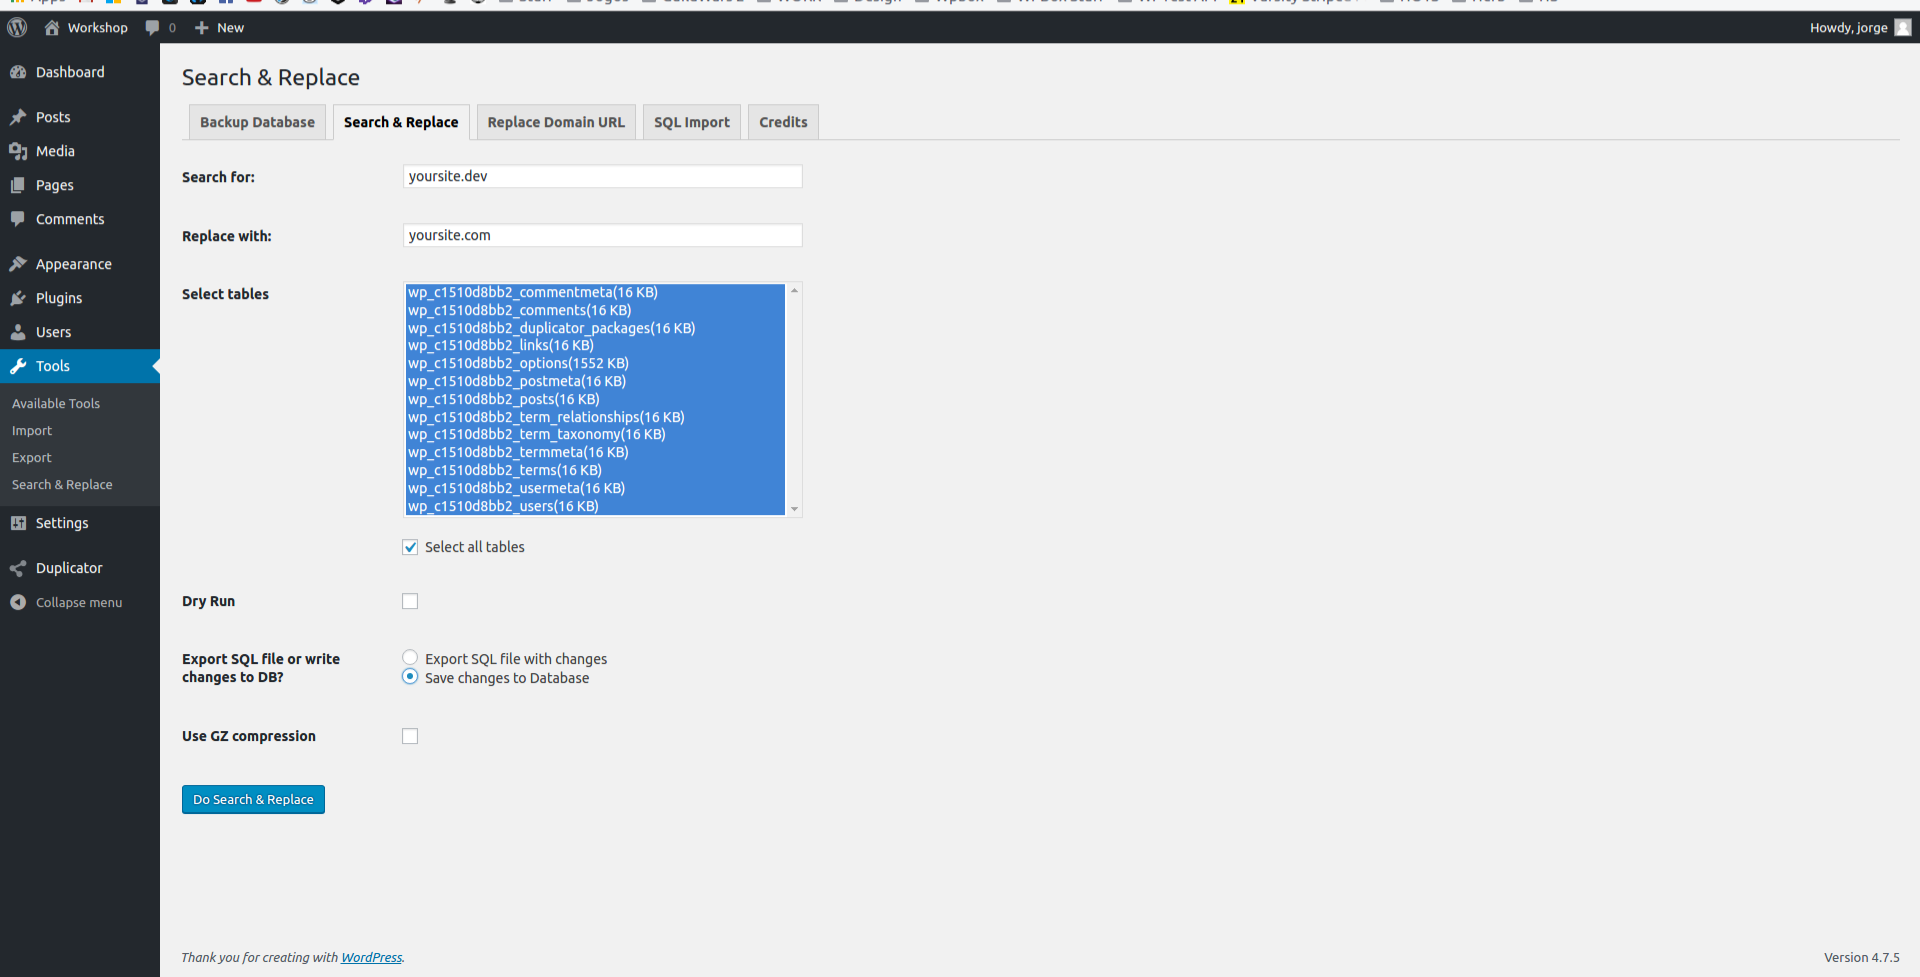 Workshop 0 New
Howdy, jorge
Dashboard
Posts
Media
Pages
Comments
Appearance
Plugins
Users
Tools
Available Tools
Import
Export
Search & Replace
Settings
Duplicator
Collapse menu
Search & Replace
Backup Database Search & Replace Replace Domain URL SQL Import Credits
Search for: yoursite.dev
Replace with: yoursite.com
Select tables
wp_c1510d8bb2_commentmeta(16 KB)
wp_c1510d8bb2_comments(16 KB)
wp_c1510d8bb2_duplicator_packages(16 KB)
wp_c1510d8bb2_links(16 KB)
wp_c1510d8bb2_options(1552 KB)
wp_c1510d8bb2_postmeta(16 KB)
wp_c1510d8bb2_posts(16 KB)
wp_c1510d8bb2_term_relationships(16 KB)
wp_c1510d8bb2_term_taxonomy(16 KB)
wp_c1510d8bb2_termmeta(16 KB)
wp_c1510d8bb2_terms(16 KB)
wp_c1510d8bb2_usermeta(16 KB)
wp_c1510d8bb2_users(16 KB)
Select all tables
Dry Run
Export SQL file or write
changes to DB?
Export SQL file with changes
Save changes to Database
Use GZ compression
Do Search & Replace
Thank you for creating with WordPress.
Version 4.7.5